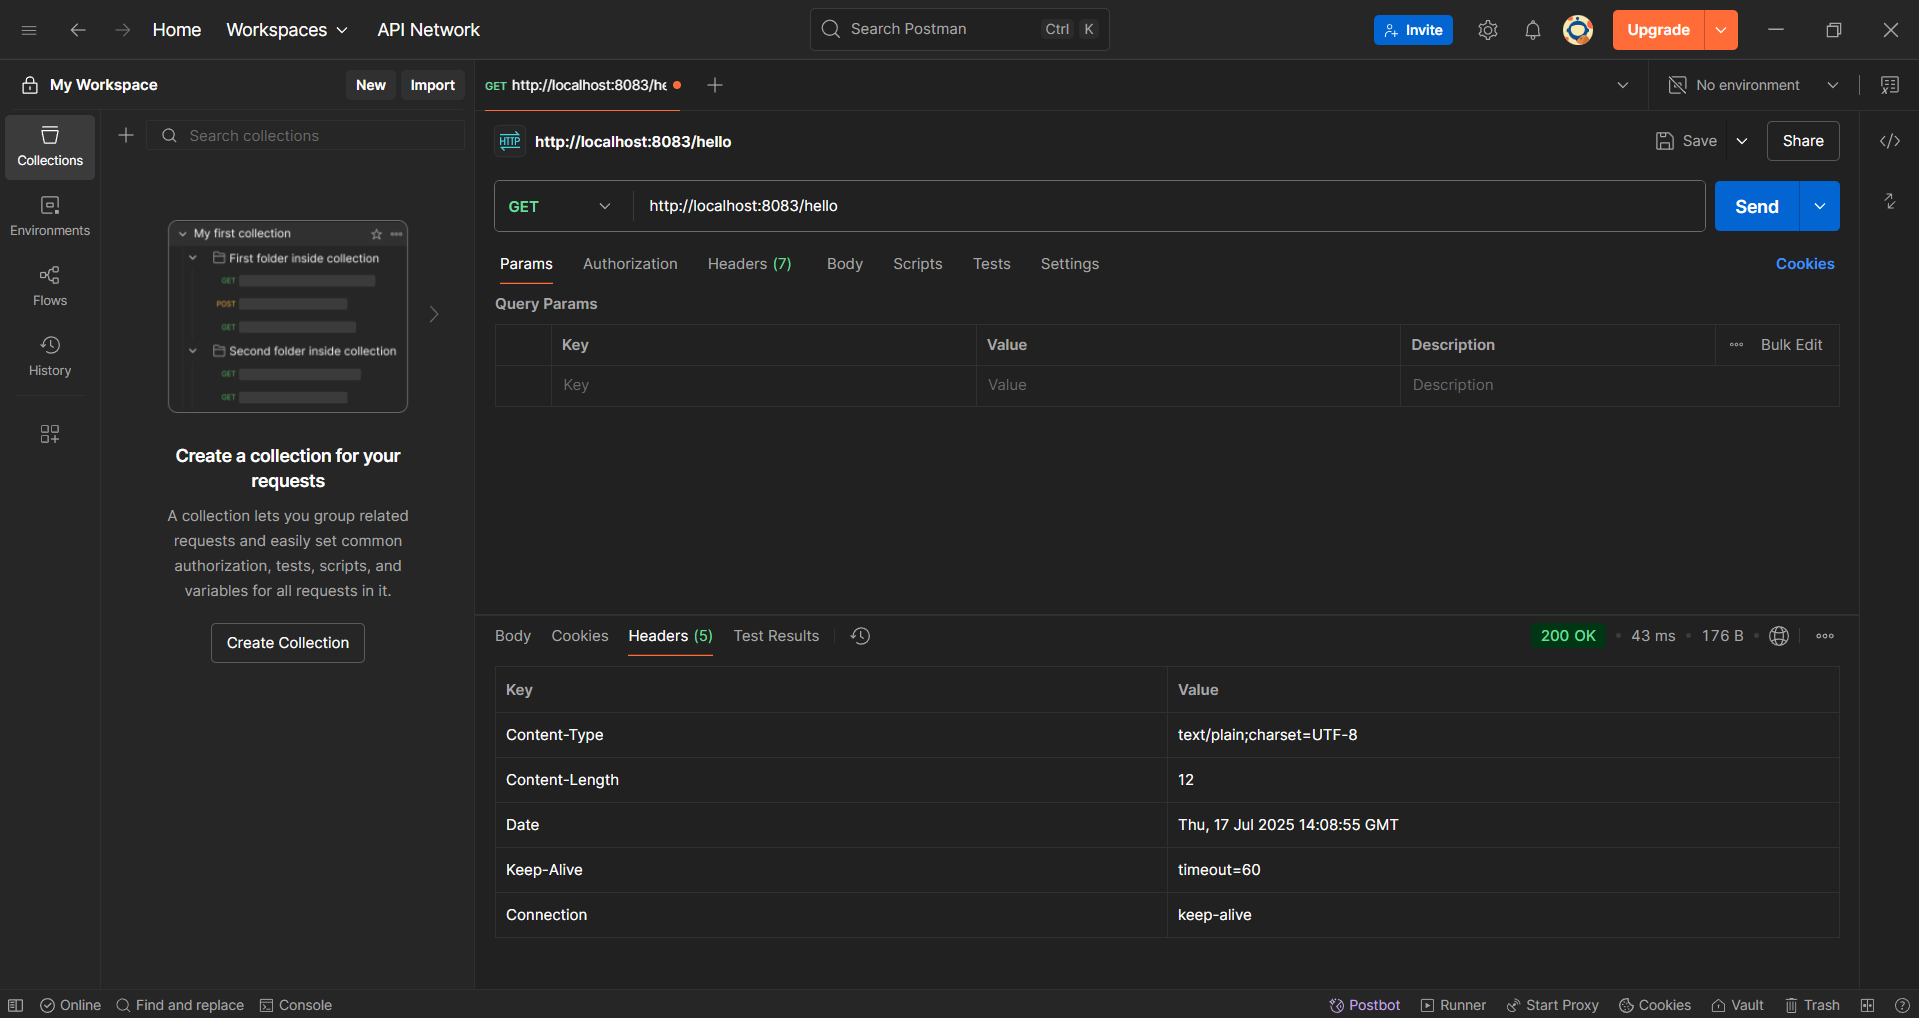 Home Workspaces API Network Search Postman Ctrl K Invite Upgrade
My Workspace New Import GET http://localhost:8083/he No environment
Search collections
Collections
Environments
Flows
History
My first collection
First folder inside collection
GET
POST
GET
Second folder inside collection
GET
GET
Create a collection for your
requests
A collection lets you group related
requests and easily set common
authorization, tests, scripts, and
variables for all requests in it.
Create Collection
HTTP http://localhost:8083/hello Save Share
GET http://localhost:8083/hello Send
Params Authorization Headers (7) Body Scripts Tests Settings Cookies
Query Params
Key Value Description Bulk Edit
Key Value Description
Body Cookies Headers (5) Test Results 200 OK 43 ms 176 B
Key Value
Content-Type text/plain;charset=UTF-8
Content-Length 12
Date Thu, 17 Jul 2025 14:08:55 GMT
Keep-Alive timeout=60
Connection keep-alive
Online Find and replace Console Postbot Runner Start Proxy Cookies Vault Trash